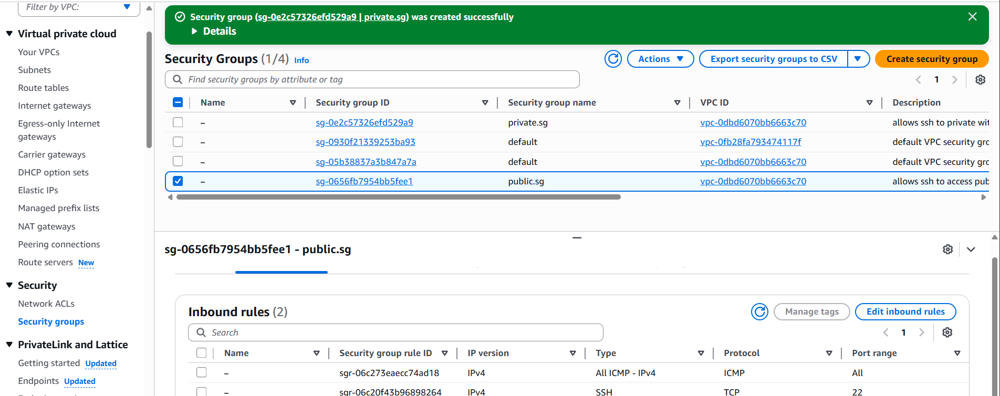 Filter by VPC:
Virtual private cloud
Your VPCs
Subnets
Route tables
Internet gateways
Egress-only Internet
gateways
Carrier gateways
DHCP option sets
Elastic IPs
Managed prefix lists
NAT gateways
Peering connections
Route servers New
Security
Network ACLs
Security groups
PrivateLink and Lattice
Getting started Updated
Endpoints Updated
Security group (sg-0e2c57326efd529a9 | private.sg) was created successfully
Details
Security Groups (1/4) Info
Actions
Export security groups to CSV
Create security group
Find security groups by attribute or tag
1
Name Security group ID Security group name VPC ID Description
– sg-0e2c57326efd529a9 private.sg vpc-0dbd6070bb6663c70 allows ssh to private wit
– sg-0930f21339253ba93 default vpc-0fb28fa793474117f default VPC security gro
– sg-05b38837a3b847a7a default vpc-0dbd6070bb6663c70 default VPC security gro
– sg-0656fb7954bb5fee1 public.sg vpc-0dbd6070bb6663c70 allows ssh to access pub
sg-0656fb7954bb5fee1 - public.sg
Inbound rules (2)
Manage tags
Edit inbound rules
Search
1
Name Security group rule ID IP version Type Protocol Port range
– sgr-06c273eaecc74ad18 IPv4 All ICMP - IPv4 ICMP All
– sgr-06c20f43b96898264 IPv4 SSH TCP 22